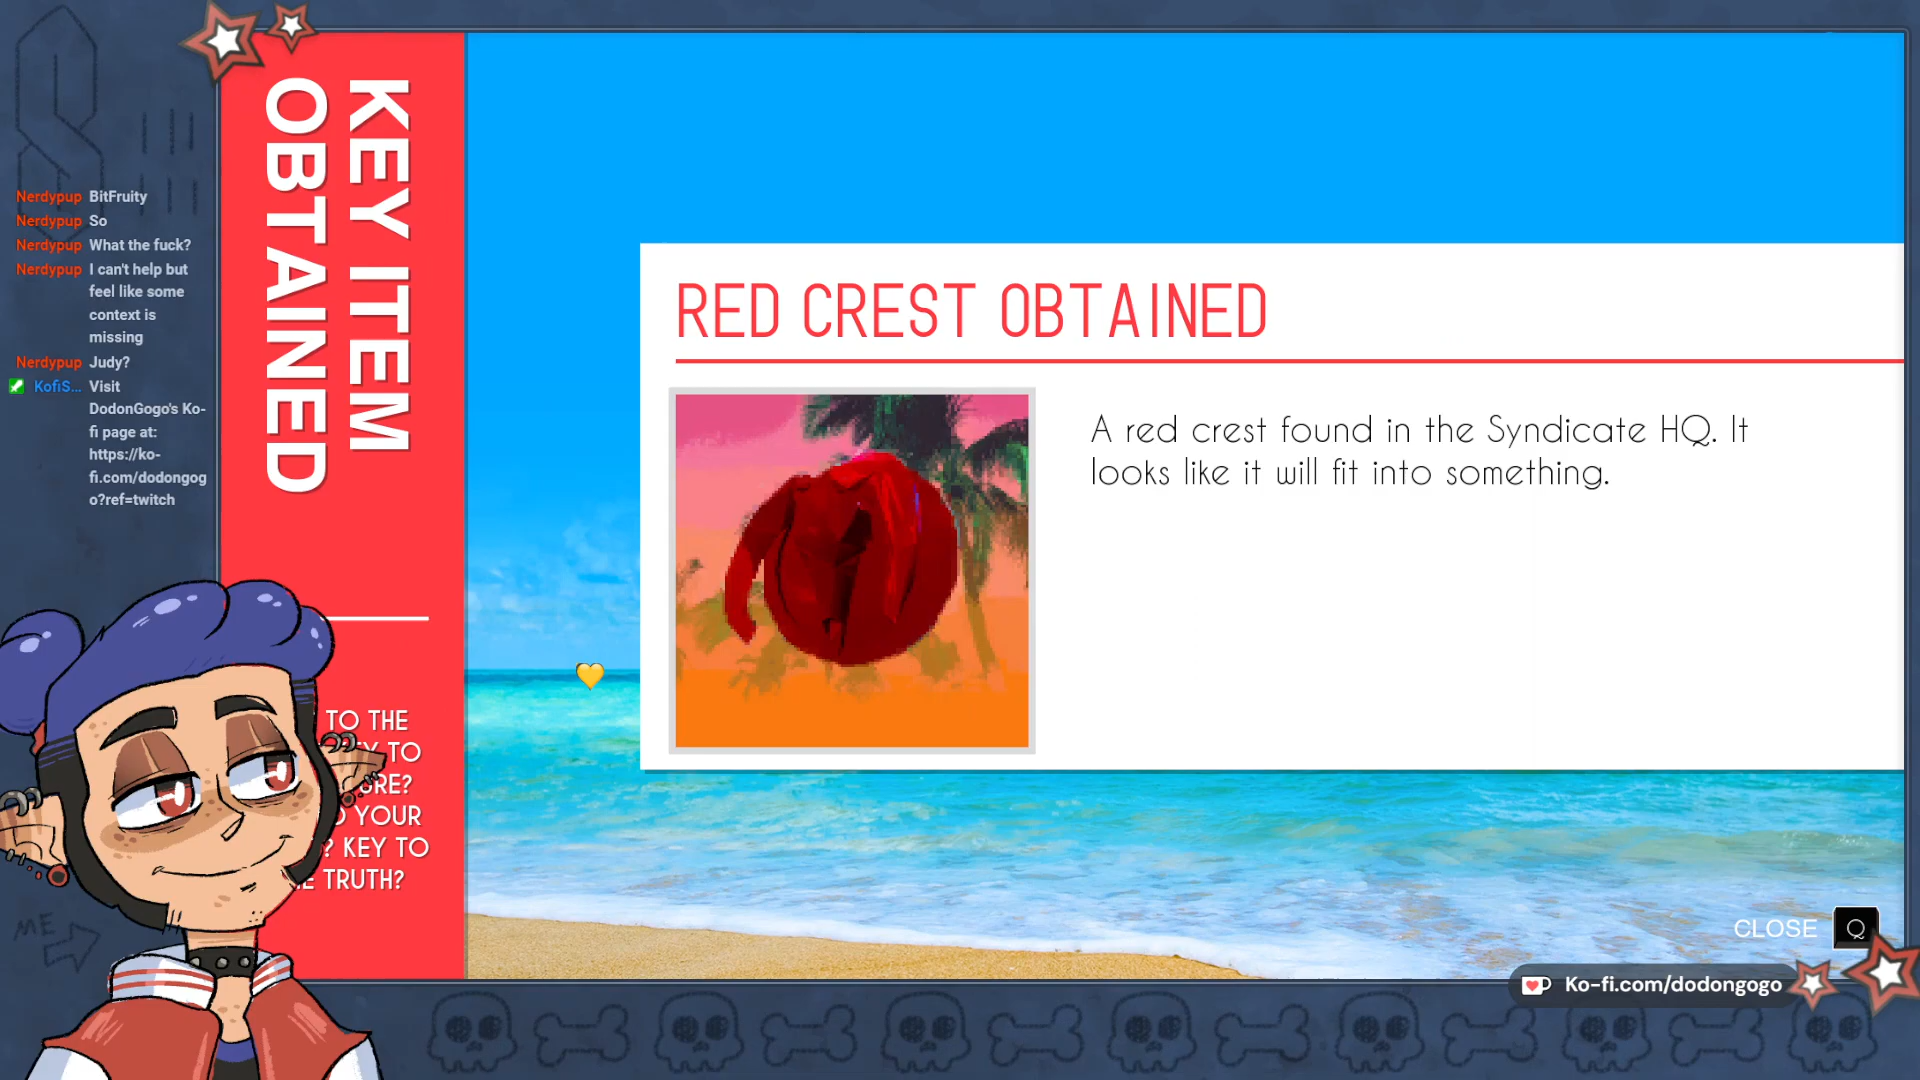 Nerdypup BitFruity
Nerdypup So
Nerdypup What the fuck?
Nerdypup I can't help but
feel like some
context is
missing
Nerdypup Judy?
KofiS... Visit
DodonGogo's Ko-
fi page at:
https://ko-
fi.com/dodongog
o?ref=twitch
KEY ITEM
OBTAINED
TO THE
TO
YOUR
? KEY TO
TRUTH?
RED CREST OBTAINED
A red crest found in the Syndicate HQ. It
looks like it will fit into something.
CLOSE Q
Ko-fi.com/dodongogo
ME